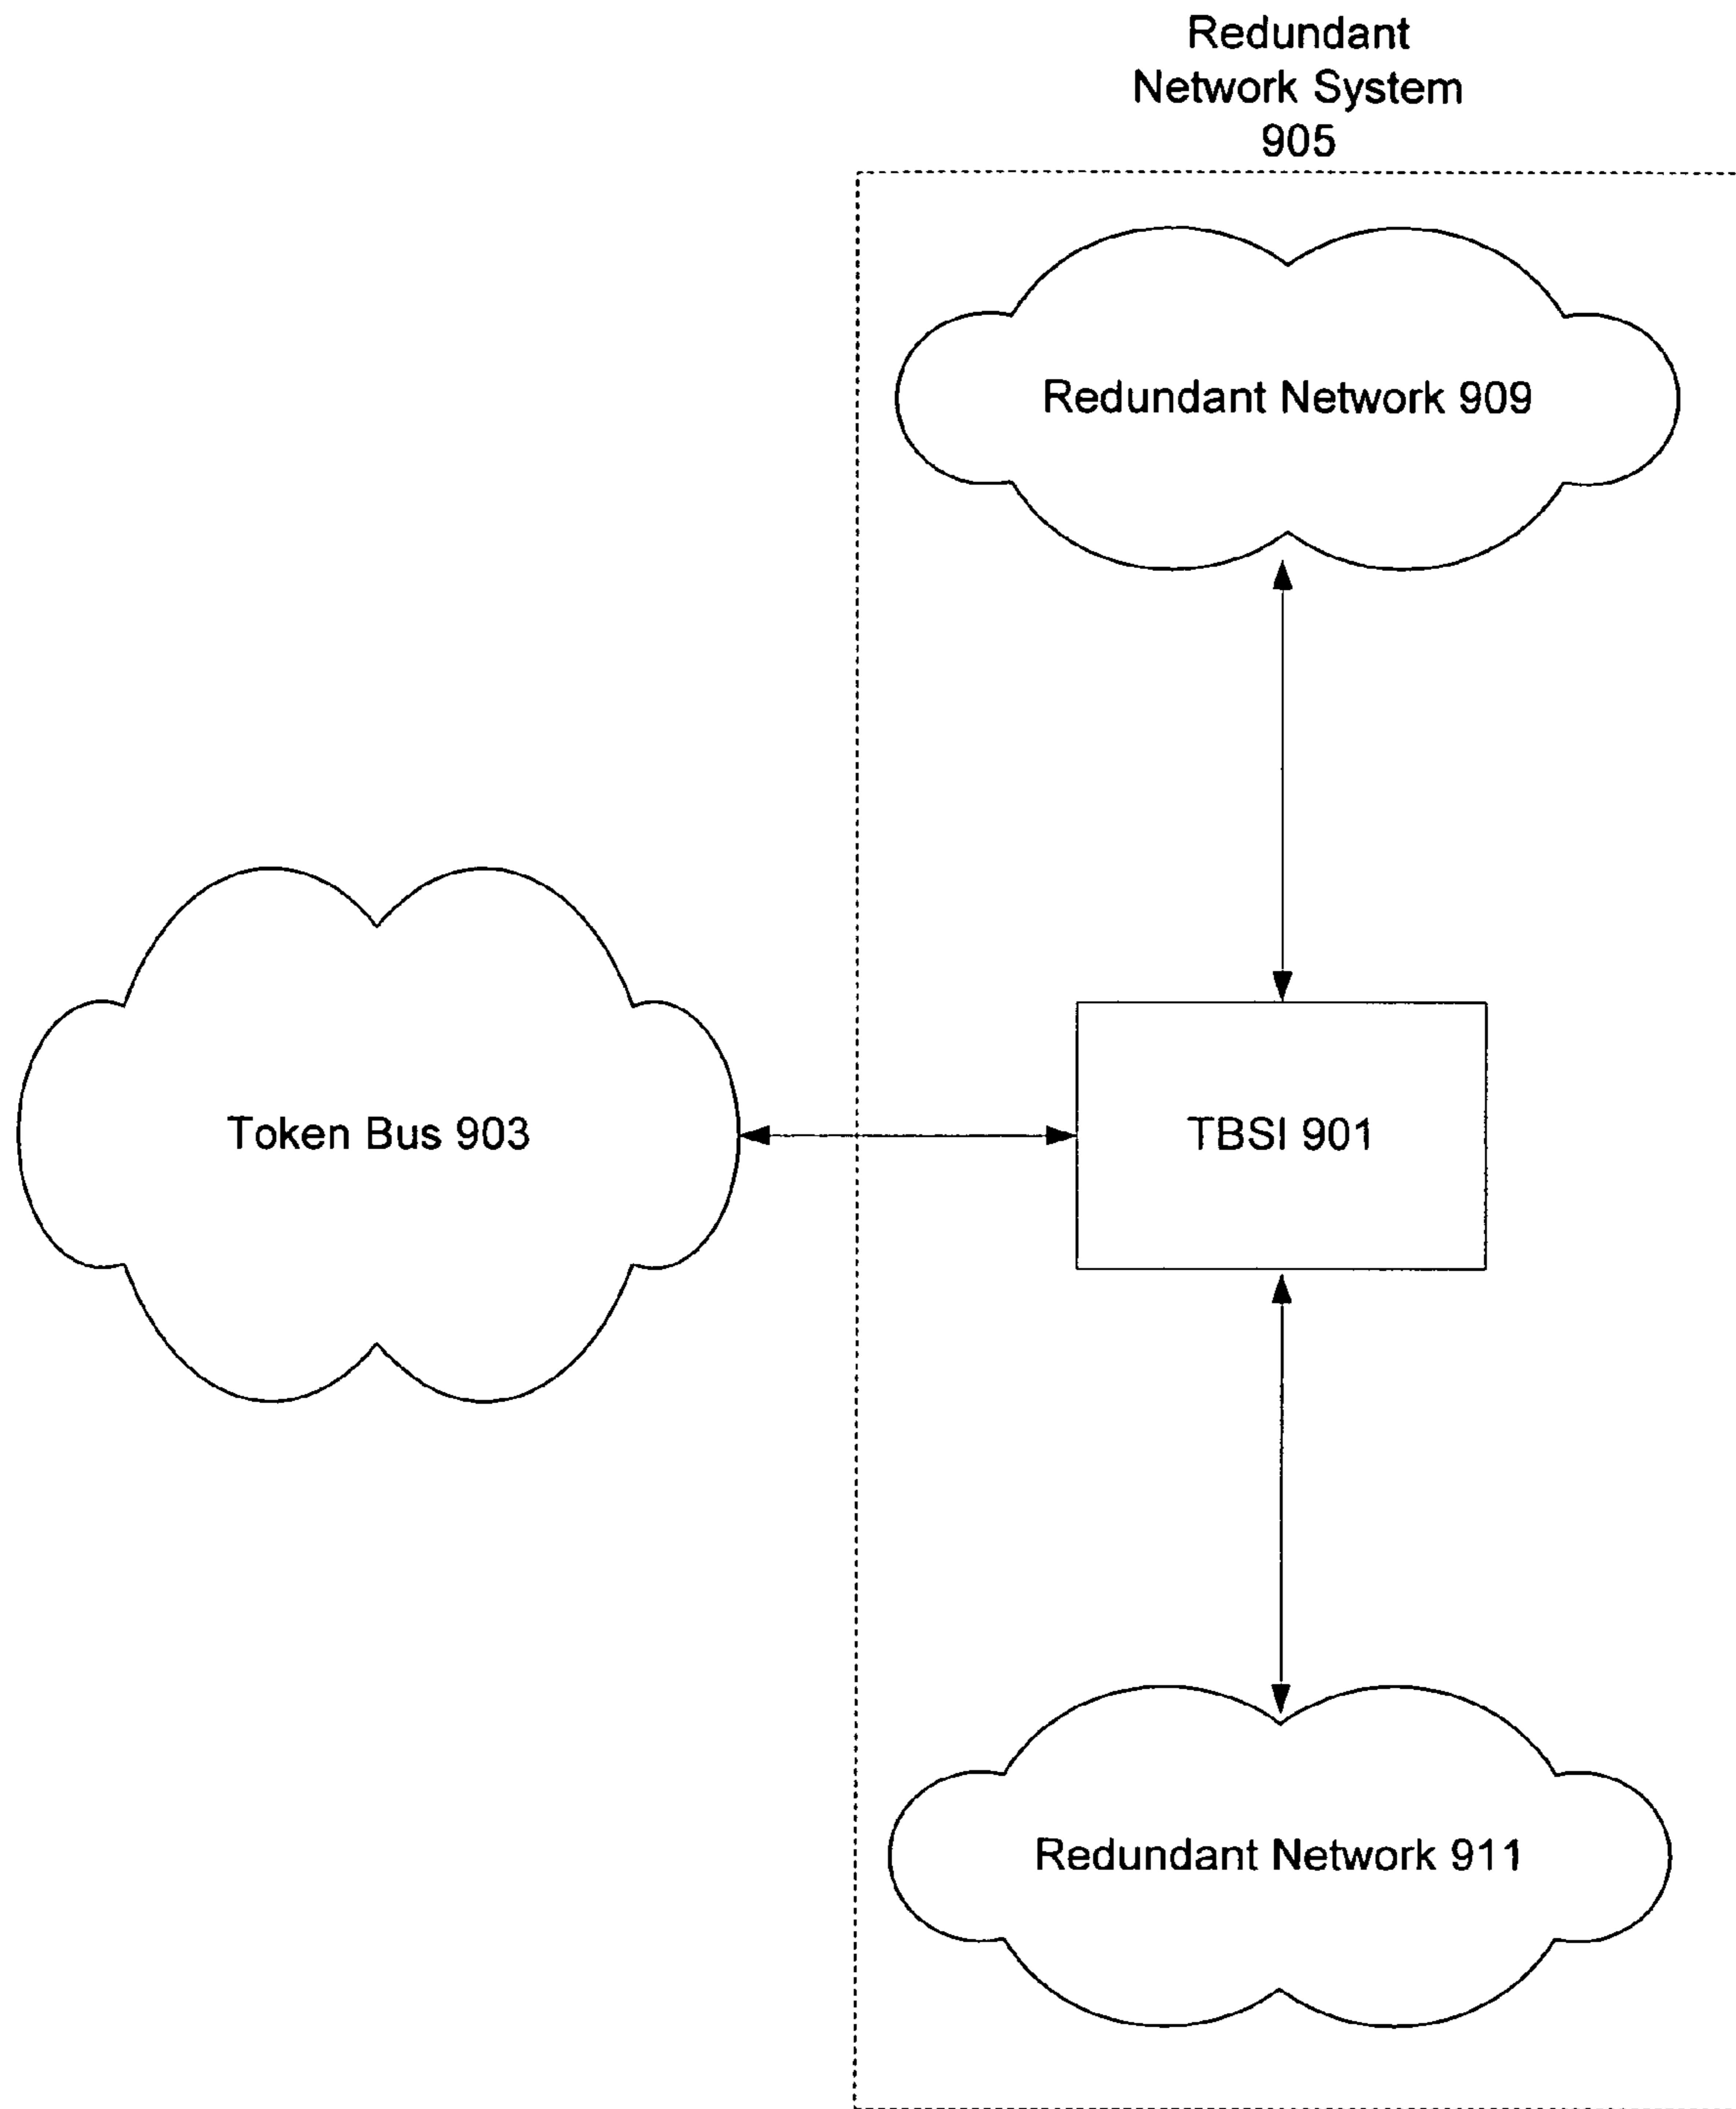 Redundant
Network System
905
Redundant Network 909
Token Bus 903
TBSI 901
Redundant Network 911